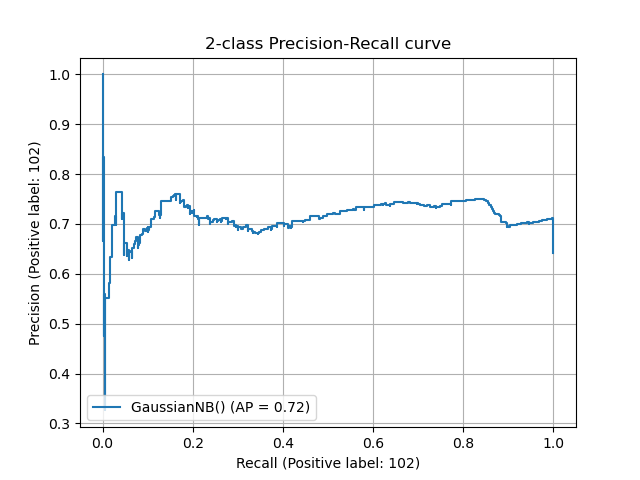 2-class Precision-Recall curve
1.0
0.9
0.8
0.7
0.6
0.5
0.4
0.3
Precision (Positive label: 102)
GaussianNB() (AP = 0.72)
0.0 0.2 0.4 0.6 0.8 1.0
Recall (Positive label: 102)